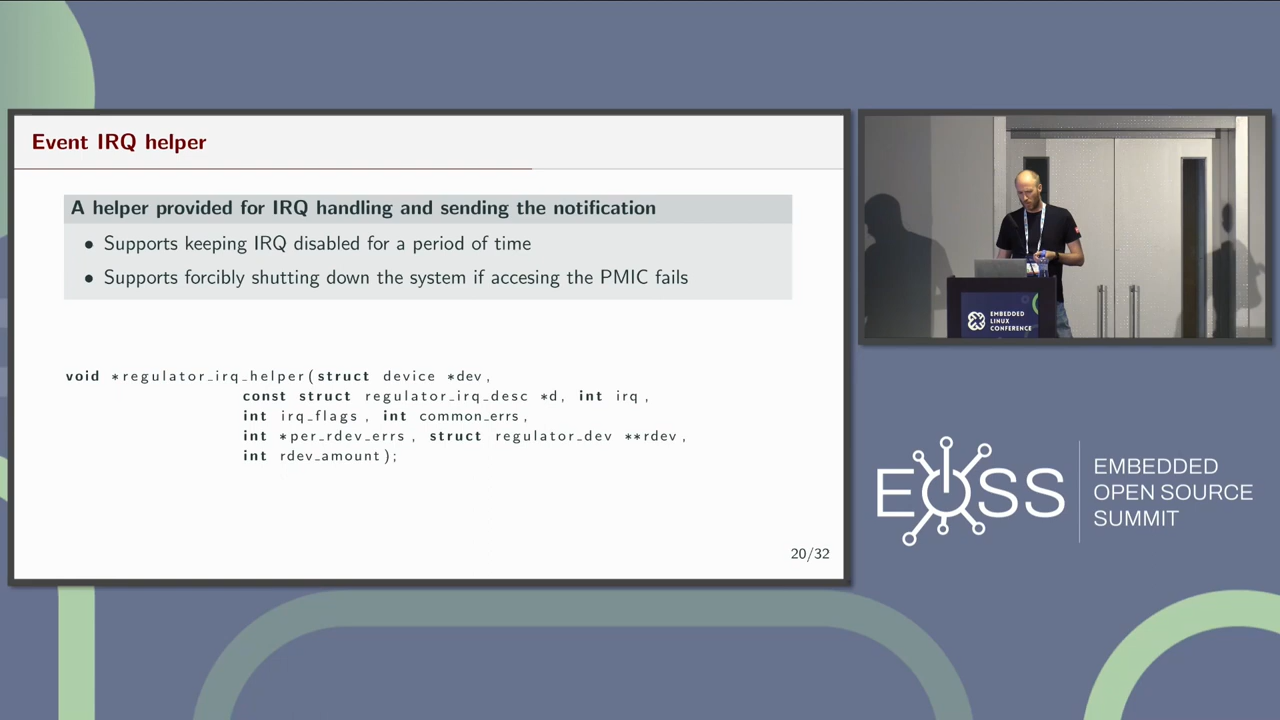 Event IRQ helper
A helper provided for IRQ handling and sending the notification
• Supports keeping IRQ disabled for a period of time
• Supports forcibly shutting down the system if accesing the PMIC fails
void *regulator_irq_helper(struct device *dev,
const struct regulator_irq_desc *d, int irq,
int irq_flags, int common_errs,
int *per_rdev_errs, struct regulator_dev **rdev,
int rdev_amount);
20/32
EMBEDDED
LINUX
CONFERENCE
EOSS
EMBEDDED
OPEN SOURCE
SUMMIT